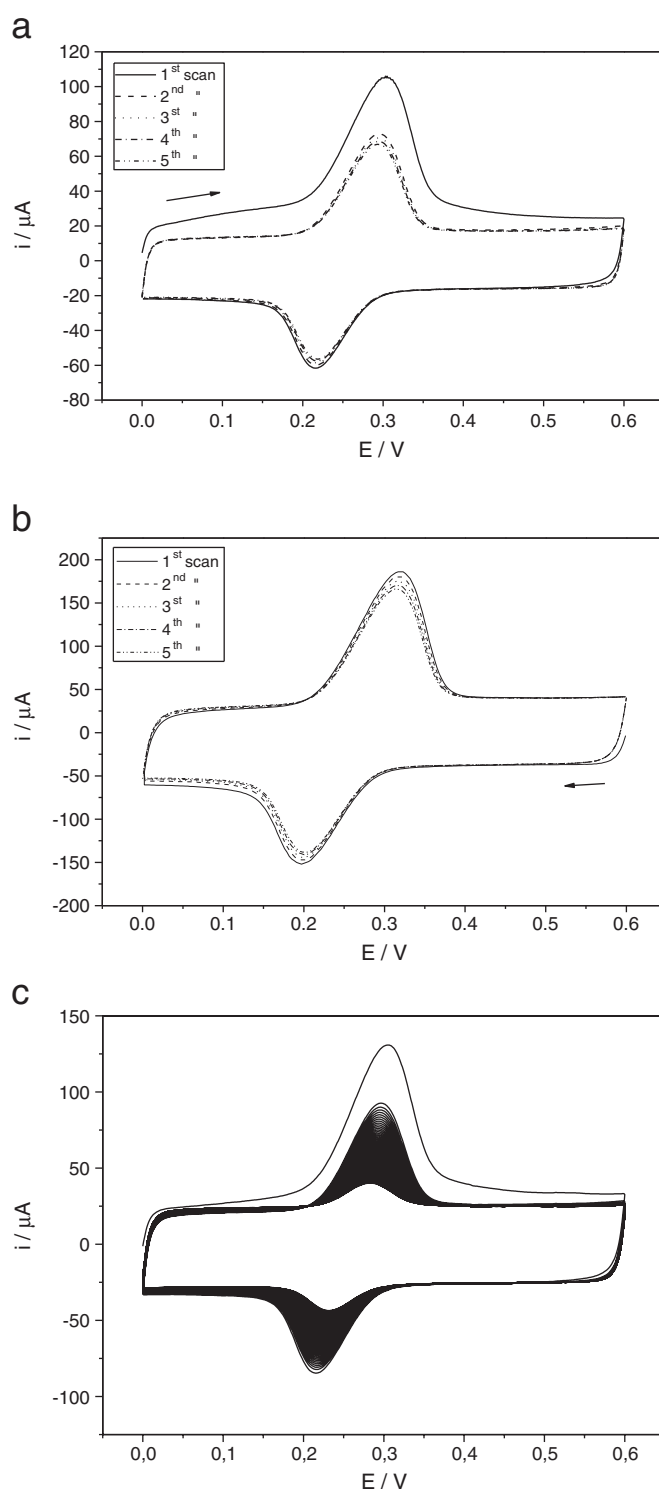 a
120
100
80
60
40
20
0
-20
-40
-60
-80
i / µA
1st scan
2nd "
3st "
4th "
5th "
0.0 0.1 0.2 0.3 0.4 0.5 0.6
E / V
b
200
150
100
50
0
-50
-100
-150
-200
i / µA
1st scan
2nd "
3st "
4th "
5th "
0.0 0.1 0.2 0.3 0.4 0.5 0.6
E / V
c
150
100
50
0
-50
-100
i / µA
0,0 0,1 0,2 0,3 0,4 0,5 0,6
E / V